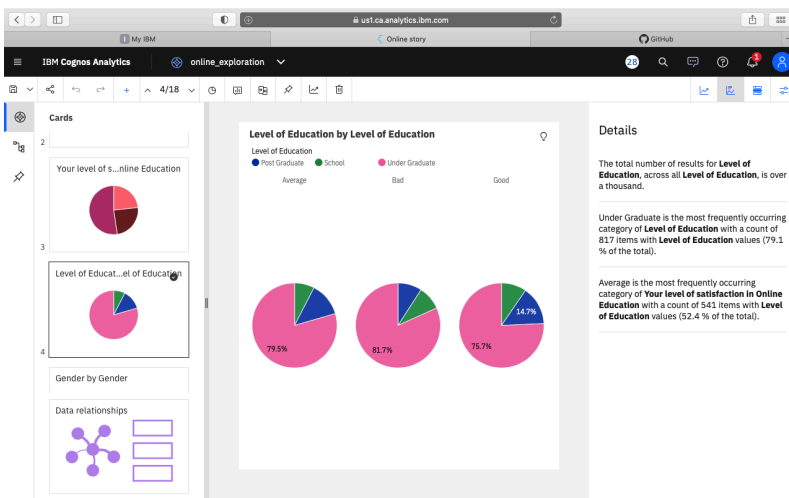 us1.ca.analytics.ibm.com
My IBM
Online story
GitHub
IBM Cognos Analytics
online_exploration
28
1
4/18
Cards
2
Your level of s...nline Education
3
Level of Educat...el of Education
4
Gender by Gender
Data relationships
Level of Education by Level of Education
Level of Education
Post Graduate School Under Graduate
Average Bad Good
79.5%
81.7%
14.7%
75.7%
Details
The total number of results for Level of
Education, across all Level of Education, is over
a thousand.
Under Graduate is the most frequently occurring
category of Level of Education with a count of
817 items with Level of Education values (79.1
% of the total).
Average is the most frequently occurring
category of Your level of satisfaction in Online
Education with a count of 541 items with Level
of Education values (52.4 % of the total).